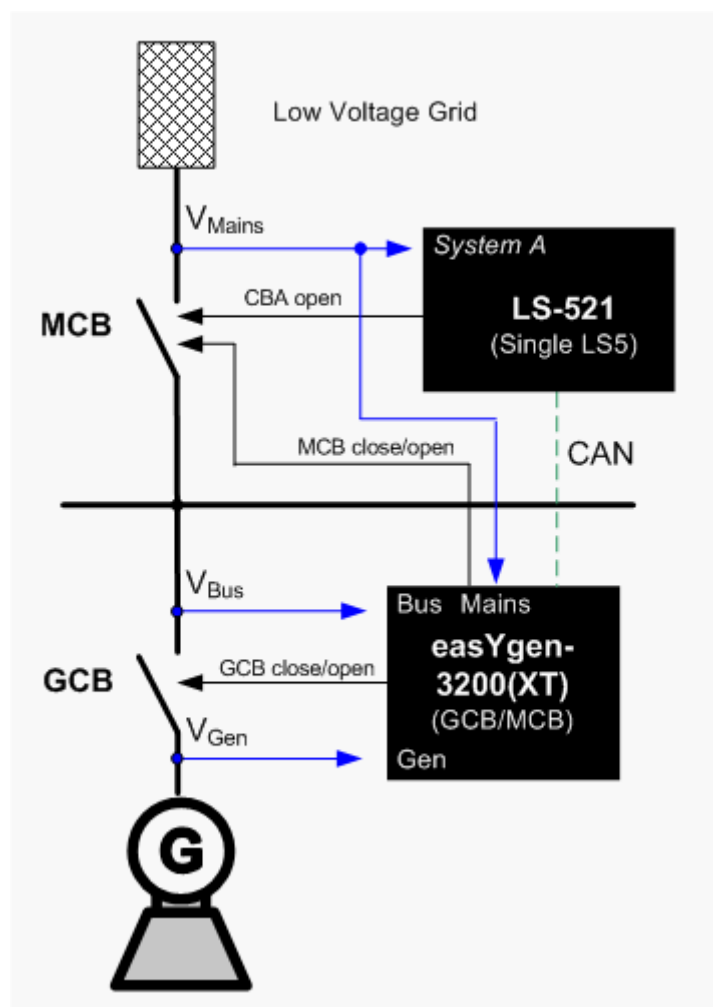 Low Voltage Grid
VMains
System A
LS-521
(Single LS5)
CBA open
MCB
MCB close/open
CAN
VBus
Bus Mains
easYgen-
3200(XT)
(GCB/MCB)
Gen
GCB close/open
GCB
VGen
G